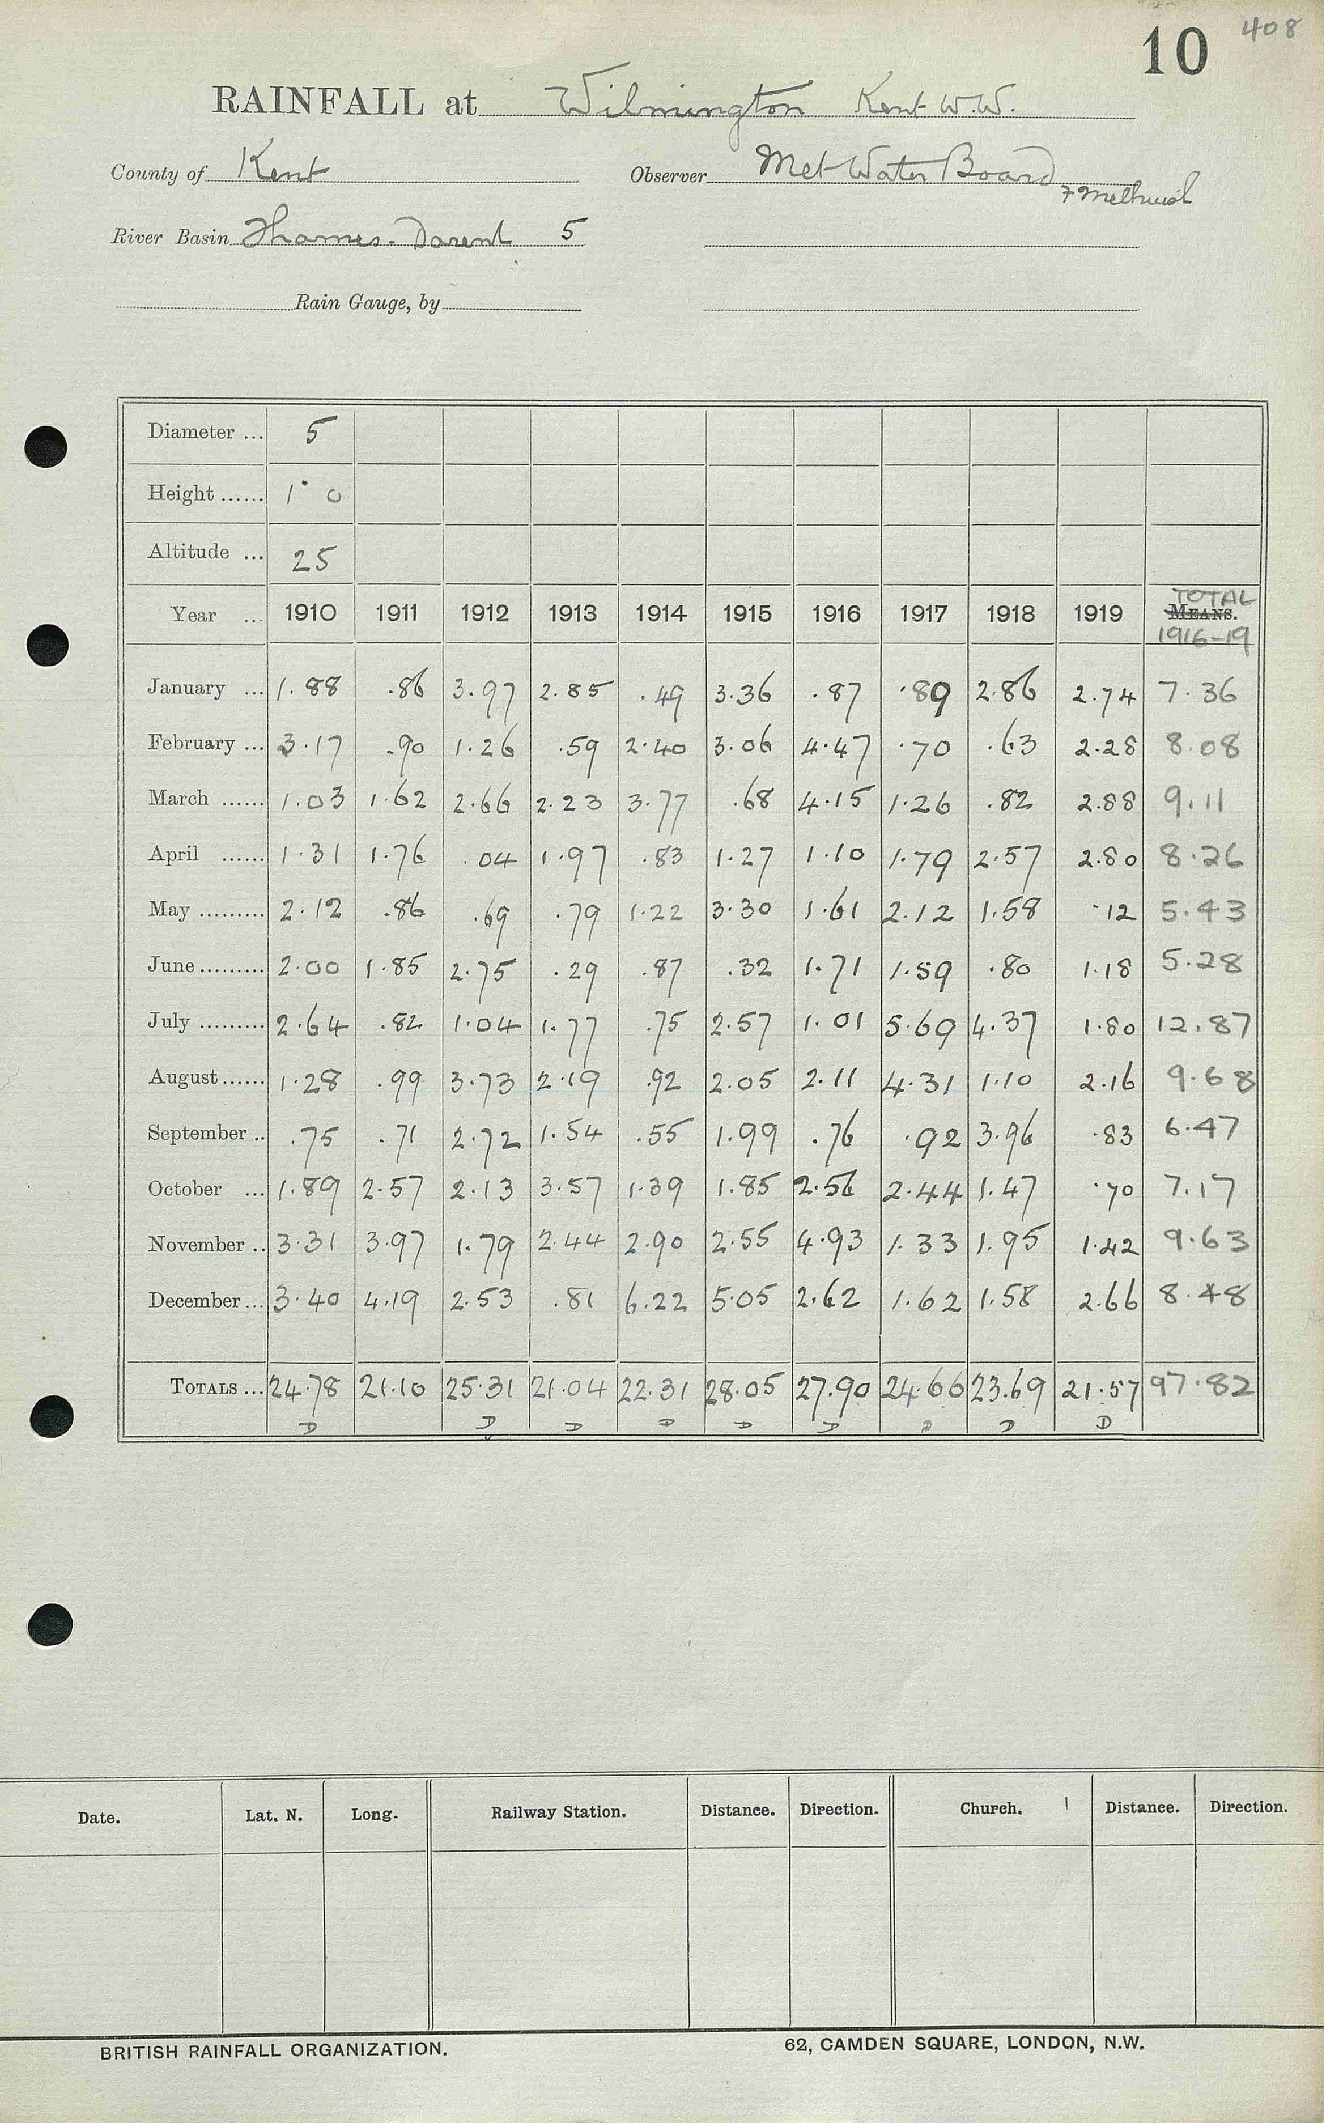 10 408
RAINFALL at Wilmington Kent W.W.
County of Kent Observer Met Water Board
F Methurst
River Basin Thames - Darent 5
Rain Gauge, by
Diameter ... 5
Height ...... 1· 0
Altitude ... 25
TOTAL
Year ... 1910 1911 1912 1913 1914 1915 1916 1917 1918 1919 MEANS.
1916-19
January ... 1.88 .86 3.97 2.85 .49 3.36 .87 .89 2.86 2.74 7.36
February ... 3.17 .90 1.26 .59 2.40 3.06 4.47 .70 .63 2.28 8.08
March ...... 1.03 1.62 2.66 2.23 3.77 .68 4.15 1.26 .82 2.88 9.11
April ...... 1.31 1.76 .04 1.97 .83 1.27 1.10 1.79 2.57 2.80 8.26
May ......... 2.12 .86 .69 .79 1.22 3.30 1.61 2.12 1.58 .12 5.43
June ......... 2.00 1.85 2.75 .29 .87 .32 1.71 1.59 .80 1.18 5.28
July ......... 2.64 .82 1.04 1.77 .75 2.57 1.01 5.69 4.37 1.80 12.87
August ...... 1.28 .99 3.73 2.19 .92 2.05 2.11 4.31 1.10 2.16 9.68
September .. .75 .71 2.72 1.54 .55 1.99 .76 .92 3.96 .83 6.47
October ... 1.89 2.57 2.13 3.57 1.39 1.85 2.56 2.44 1.47 .70 7.17
November .. 3.31 3.97 1.79 2.44 2.90 2.55 4.93 1.33 1.95 1.42 9.63
December ... 3.40 4.19 2.53 .81 6.22 5.05 2.62 1.62 1.58 2.66 8.48
TOTALS ... 24.78 21.10 25.31 21.04 22.31 28.05 27.90 24.66 23.69 21.57 97.82
D D D D D D D D D
Date. Lat. N. Long. Railway Station. Distance. Direction. Church. Distance. Direction.
BRITISH RAINFALL ORGANIZATION. 62, CAMDEN SQUARE, LONDON, N.W.